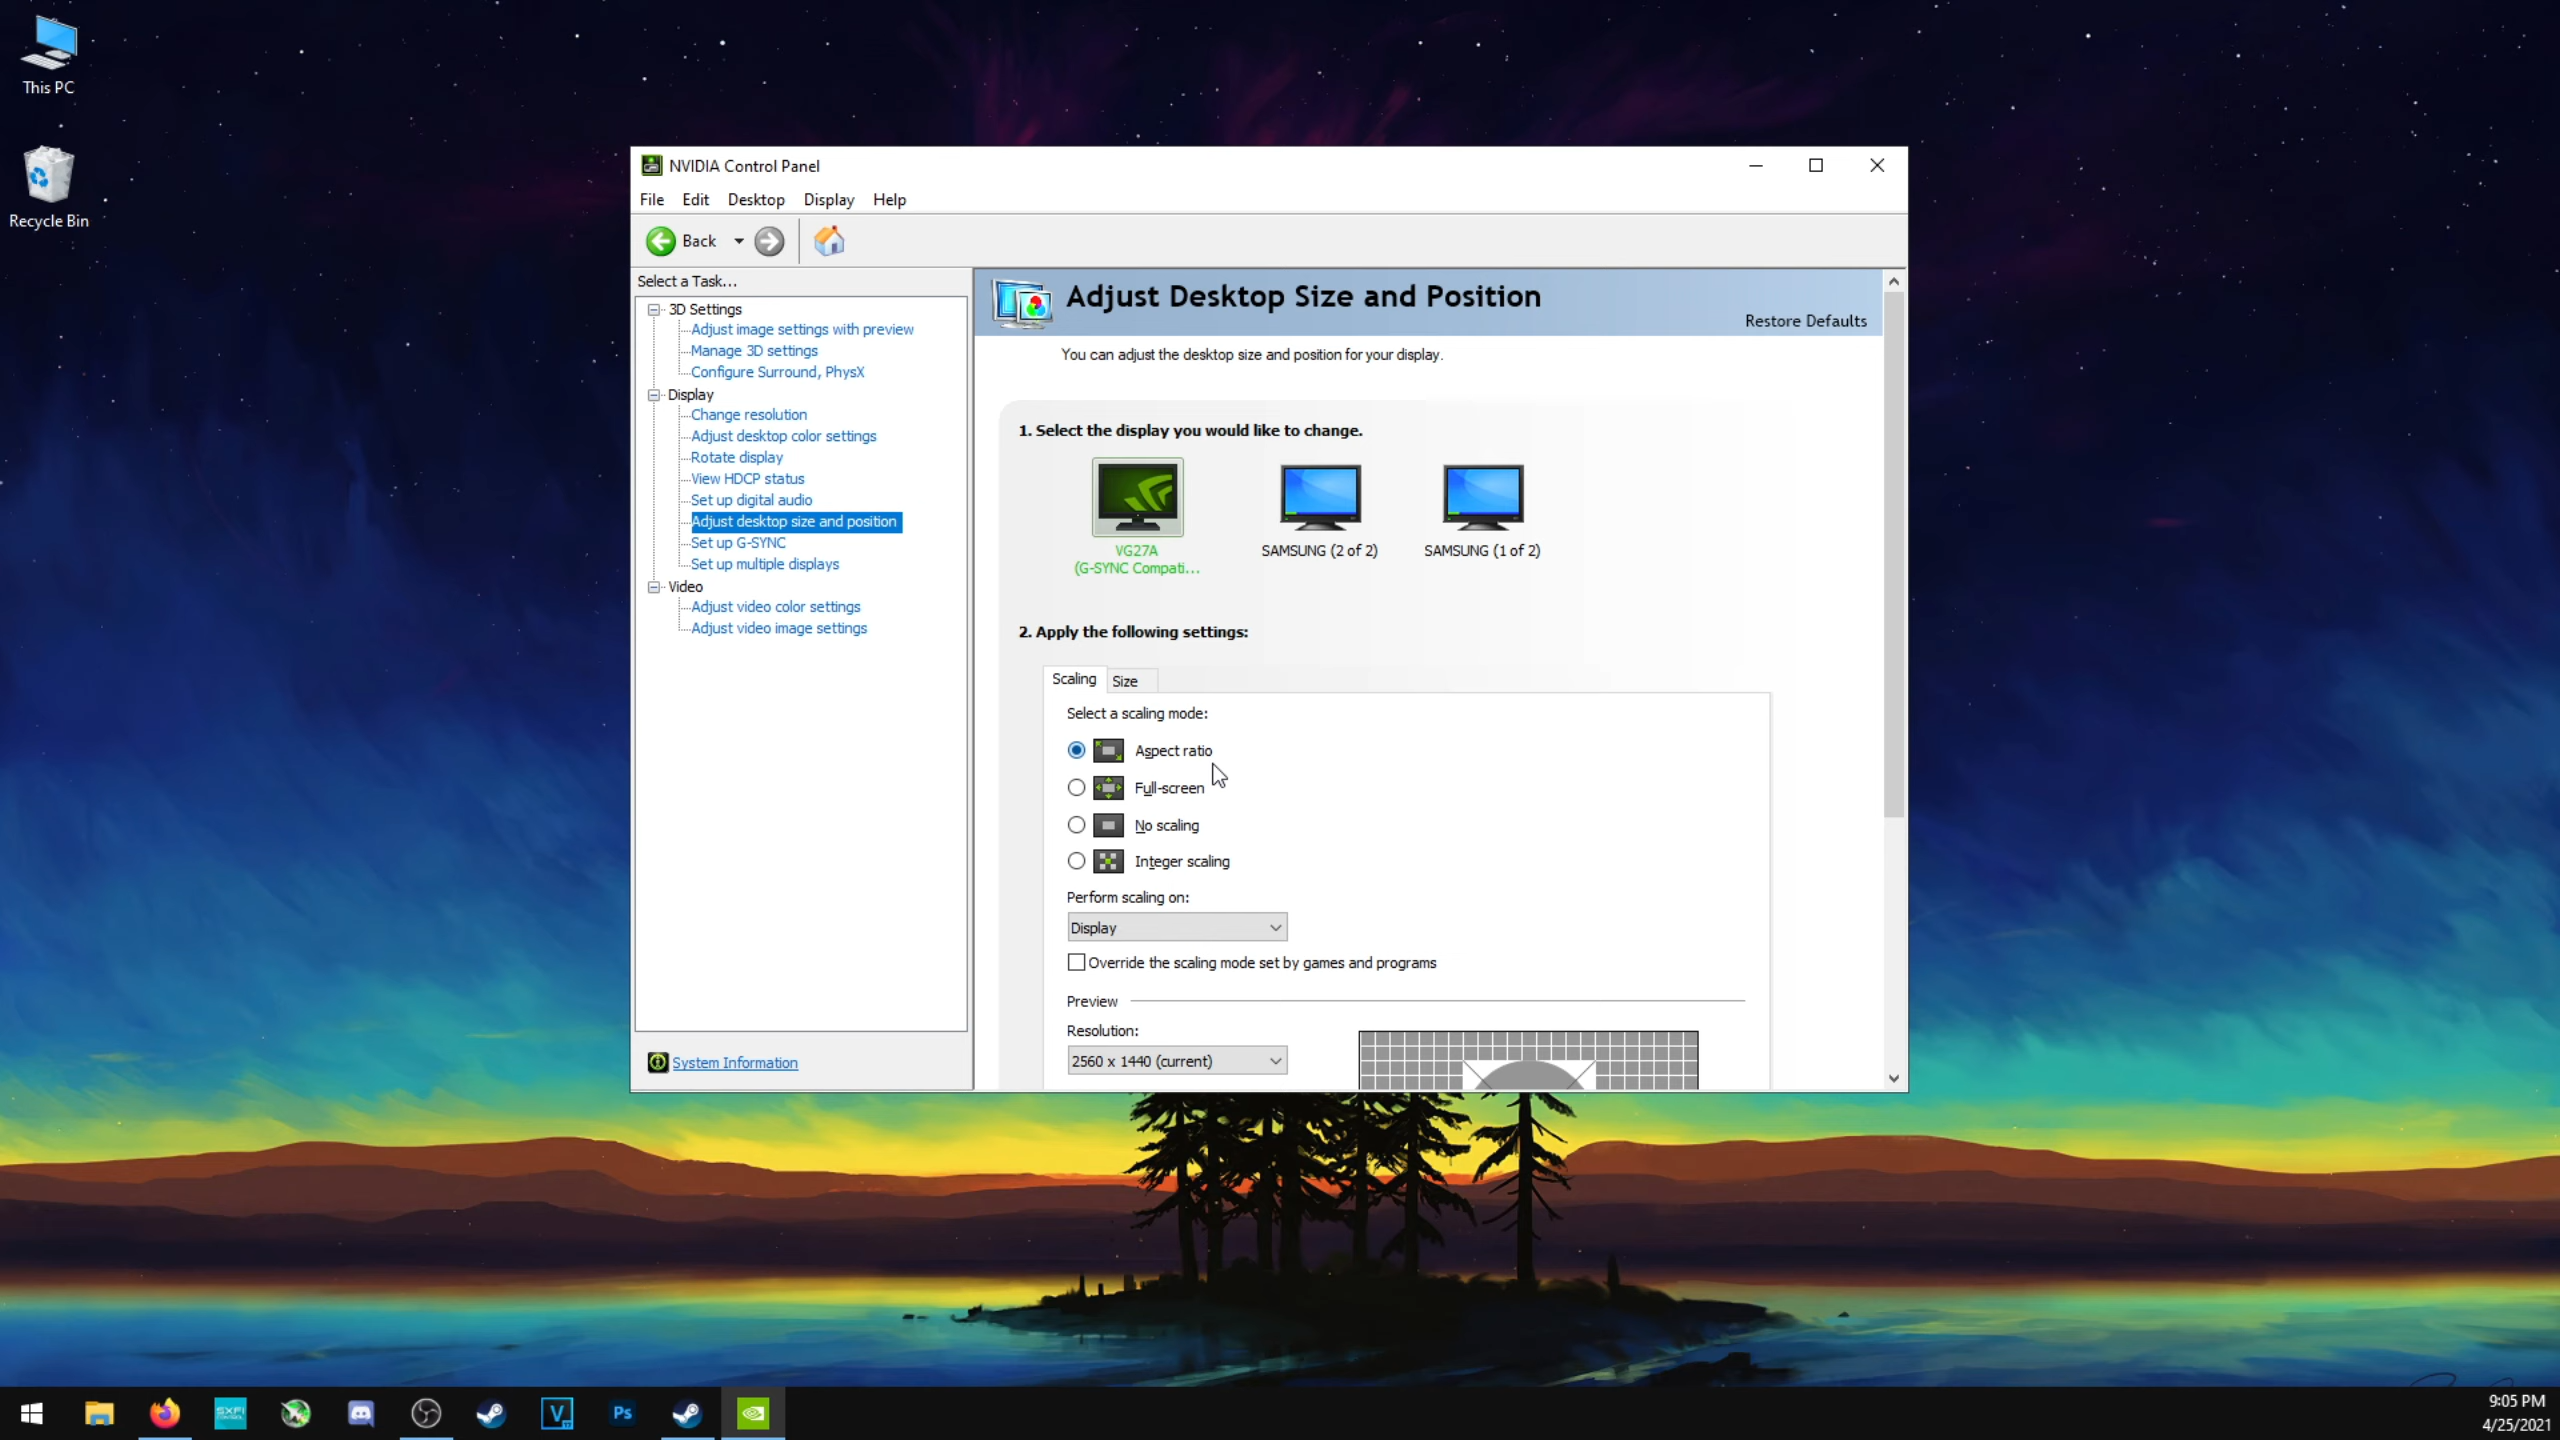 This PC
Recycle Bin
NVIDIA Control Panel
File Edit Desktop Display Help
Back
Select a Task...
3D Settings
Adjust image settings with preview
Manage 3D settings
Configure Surround, PhysX
Display
Change resolution
Adjust desktop color settings
Rotate display
View HDCP status
Set up digital audio
Adjust desktop size and position
Set up G-SYNC
Set up multiple displays
Video
Adjust video color settings
Adjust video image settings
System Information
Adjust Desktop Size and Position
Restore Defaults
You can adjust the desktop size and position for your display.
1. Select the display you would like to change.
VG27A
(G-SYNC Compati...
SAMSUNG (2 of 2)
SAMSUNG (1 of 2)
2. Apply the following settings:
Scaling Size
Select a scaling mode:
Aspect ratio
Full-screen
No scaling
Integer scaling
Perform scaling on:
Display
Override the scaling mode set by games and programs
Preview
Resolution:
2560 x 1440 (current)
SXFI
CONTROL
V
17
Ps
9:05 PM
4/25/2021